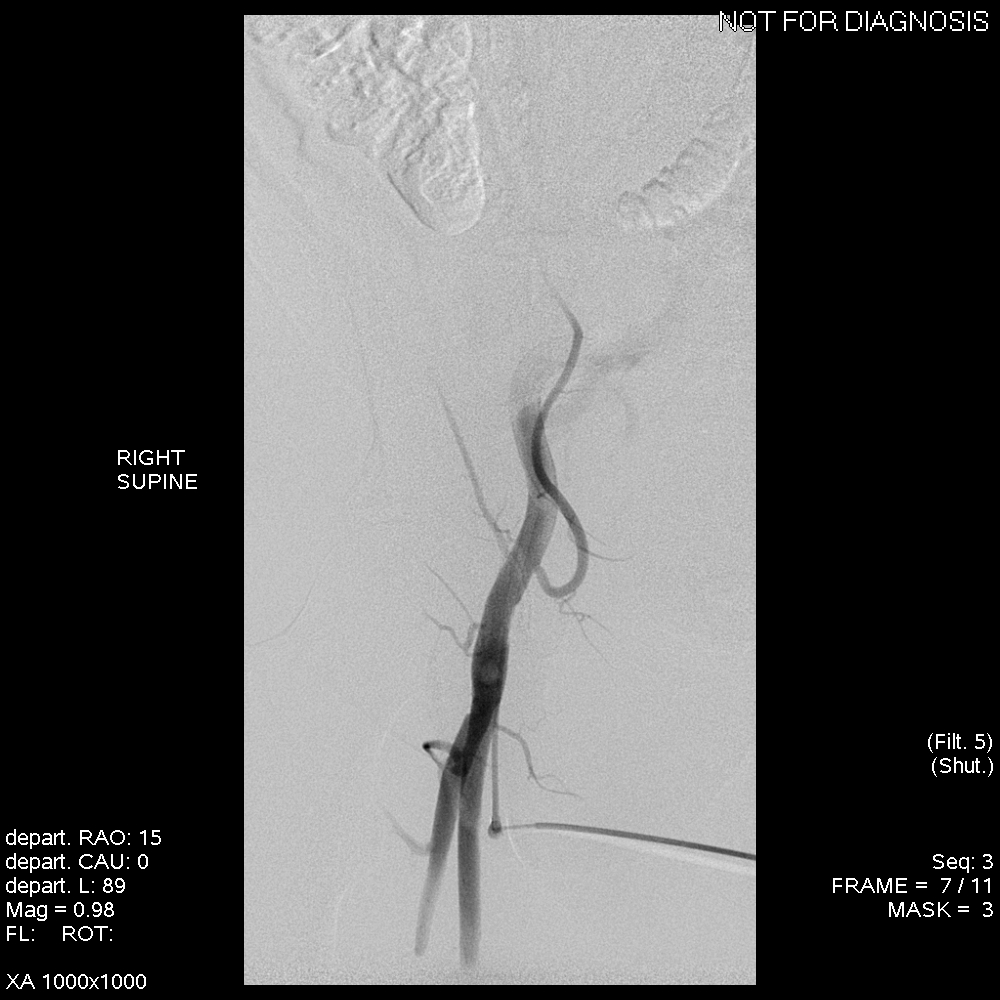 NOT FOR DIAGNOSIS
RIGHT
SUPINE
(Filt. 5)
(Shut.)
depart. RAO: 15
depart. CAU: 0
depart. L: 89
Mag = 0.98
FL: ROT:
XA 1000x1000
Seq: 3
FRAME = 7 / 11
MASK = 3